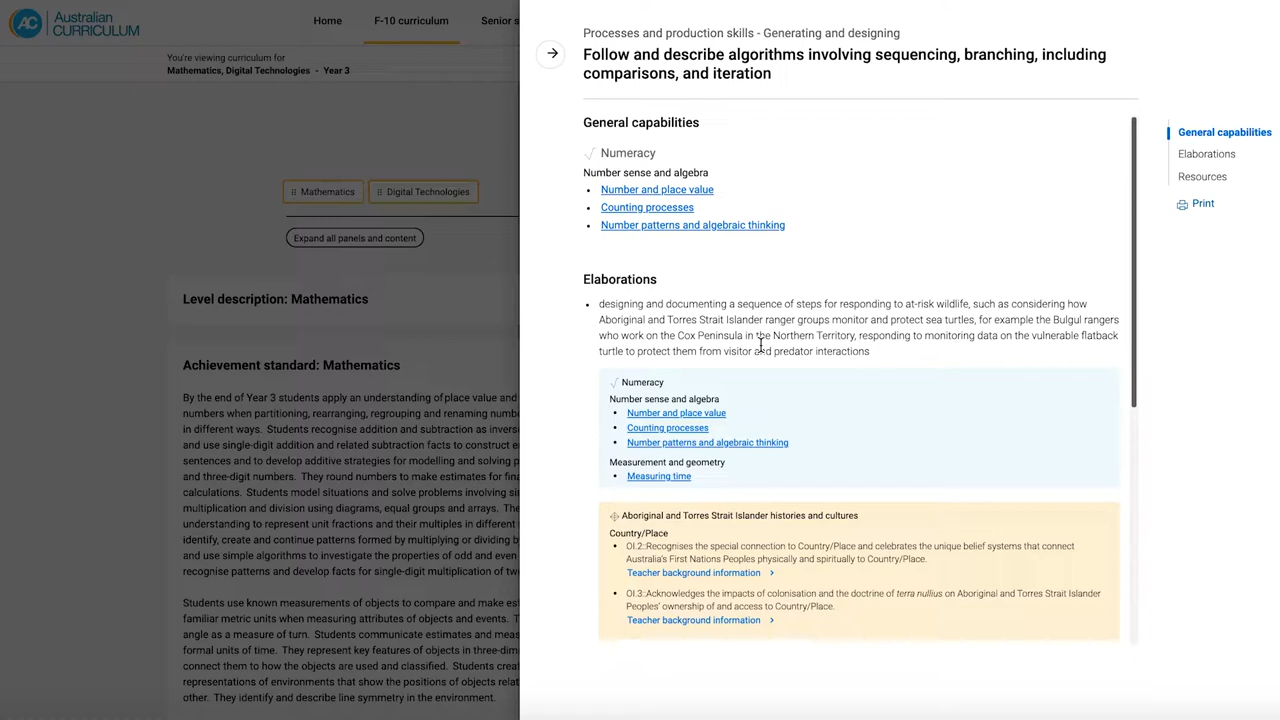 Australian
CURRICULUM
Home
F-10 curriculum
Senior s
You're viewing curriculum for
Mathematics, Digital Technologies - Year 3
Mathematics
Digital Technologies
Expand all panels and content
Level description: Mathematics
Achievement standard: Mathematics
By the end of Year 3 students apply an understanding of place value and
numbers when partitioning, rearranging, regrouping and renaming numbe
in different ways. Students recognise addition and subtraction as inverse
and use single-digit addition and related subtraction facts to construct e
sentences and to develop additive strategies for modelling and solving p
and three-digit numbers. They round numbers to make estimates for fina
calculations. Students model situations and solve problems involving si
multiplication and division using diagrams, equal groups and arrays. The
understanding to represent unit fractions and their multiples in different
identify, create and continue patterns formed by multiplying or dividing b
and use simple algorithms to investigate the properties of odd and even
recognise patterns and develop facts for single-digit multiplication of tw
Students use known measurements of objects to compare and make es
familiar metric units when measuring attributes of objects and events. T
angle as a measure of turn. Students communicate estimates and meas
formal units of time. They represent key features of objects in three-dim
connect them to how the objects are used and classified. Students creat
representations of environments that show the positions of objects relat
other. They identify and describe line symmetry in the environment.
Processes and production skills - Generating and designing
Follow and describe algorithms involving sequencing, branching, including
comparisons, and iteration
General capabilities
Numeracy
Number sense and algebra
• Number and place value
• Counting processes
• Number patterns and algebraic thinking
Elaborations
• designing and documenting a sequence of steps for responding to at-risk wildlife, such as considering how
Aboriginal and Torres Strait Islander ranger groups monitor and protect sea turtles, for example the Bulgul rangers
who work on the Cox Peninsula in the Northern Territory, responding to monitoring data on the vulnerable flatback
turtle to protect them from visitor and predator interactions
Numeracy
Number sense and algebra
• Number and place value
• Counting processes
• Number patterns and algebraic thinking
Measurement and geometry
• Measuring time
Aboriginal and Torres Strait Islander histories and cultures
Country/Place
• OI.2::Recognises the special connection to Country/Place and celebrates the unique belief systems that connect
Australia's First Nations Peoples physically and spiritually to Country/Place.
Teacher background information >
• OI.3::Acknowledges the impacts of colonisation and the doctrine of terra nullius on Aboriginal and Torres Strait Islander
Peoples' ownership of and access to Country/Place.
Teacher background information >
General capabilities
Elaborations
Resources
Print